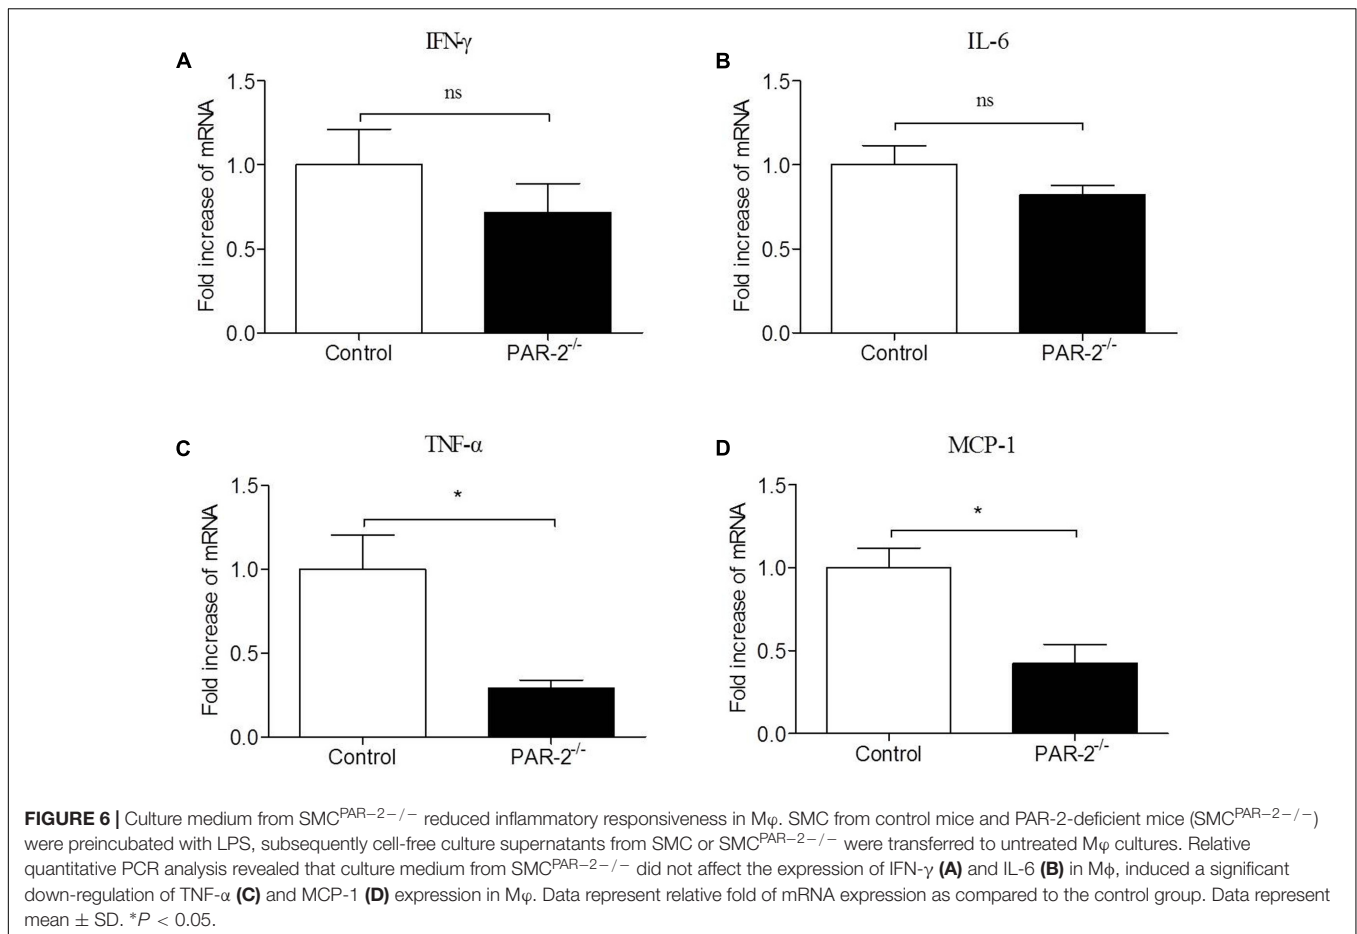 A
IFN-γ
1.5
1.0
0.5
0.0
Fold increase of mRNA
ns
Control
PAR-2-/-
B
IL-6
1.5
1.0
0.5
0.0
Fold increase of mRNA
ns
Control
PAR-2-/-
C
TNF-α
1.5
1.0
0.5
0.0
Fold increase of mRNA
*
Control
PAR-2-/-
D
MCP-1
1.5
1.0
0.5
0.0
Fold increase of mRNA
*
Control
PAR-2-/-
FIGURE 6 | Culture medium from SMCPAR−2−/− reduced inflammatory responsiveness in Mφ. SMC from control mice and PAR-2-deficient mice (SMCPAR−2−/−)
were preincubated with LPS, subsequently cell-free culture supernatants from SMC or SMCPAR−2−/− were transferred to untreated Mφ cultures. Relative
quantitative PCR analysis revealed that culture medium from SMCPAR−2−/− did not affect the expression of IFN-γ (A) and IL-6 (B) in Mϕ, induced a significant
down-regulation of TNF-α (C) and MCP-1 (D) expression in Mφ. Data represent relative fold of mRNA expression as compared to the control group. Data represent
mean ± SD. *P < 0.05.